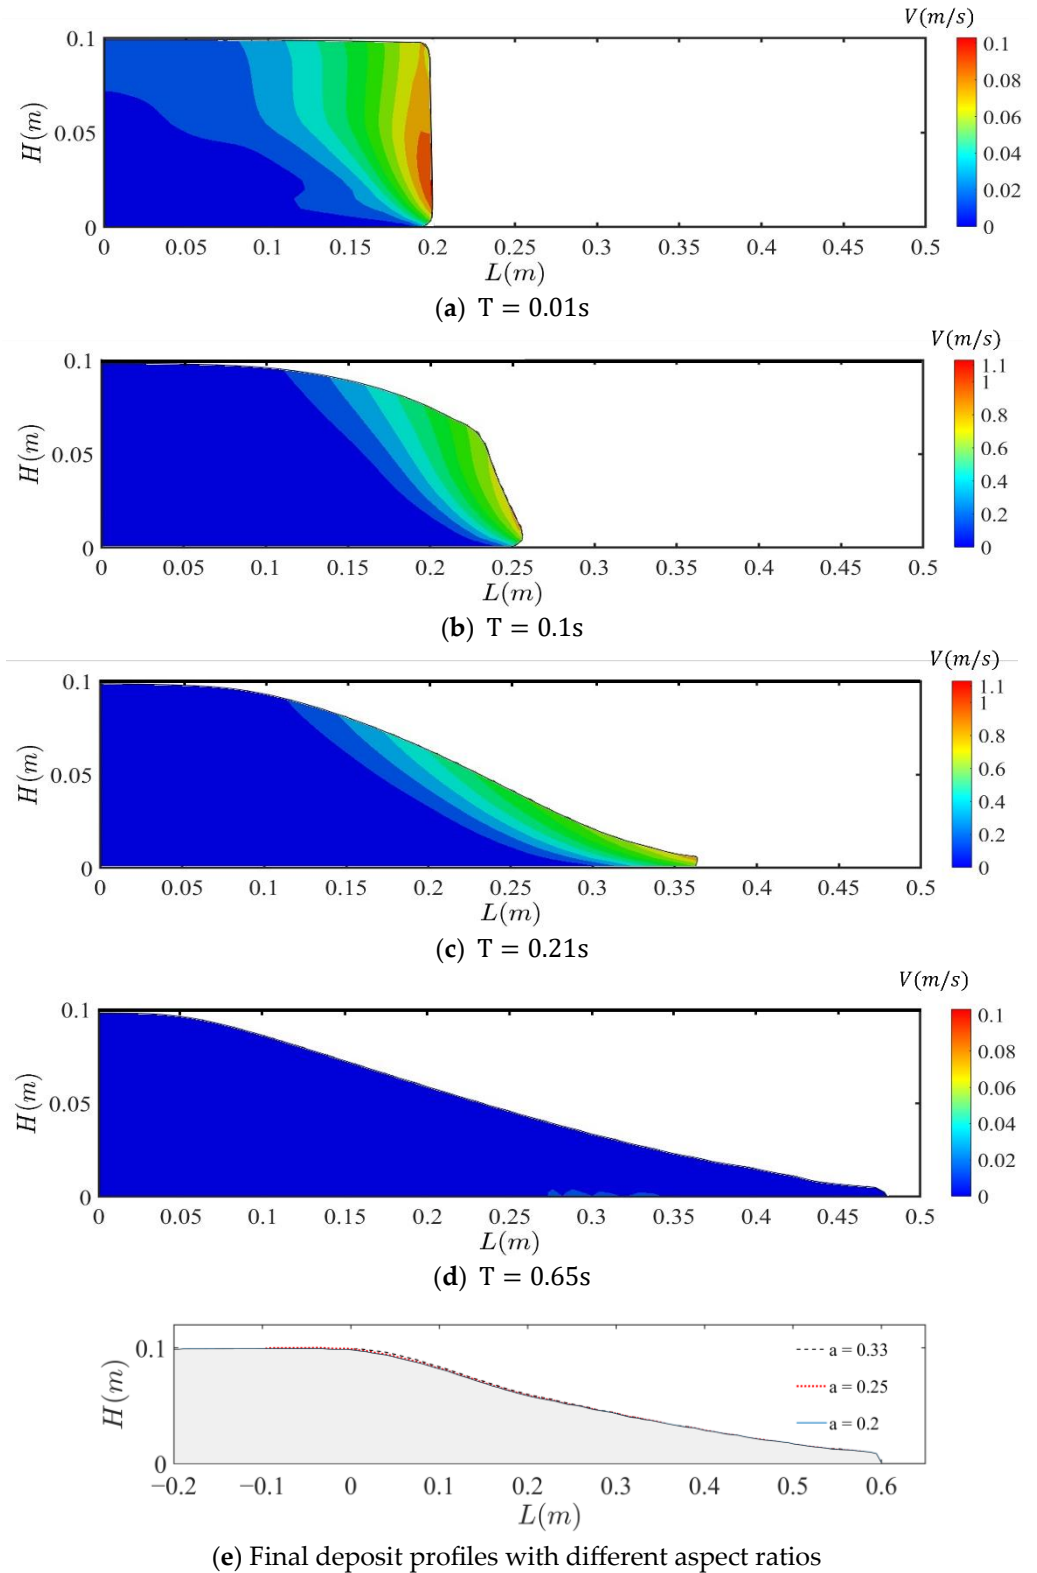 V(m/s)
0.1
0.1
0.08
H(m)
0.05
0.06
0.04
0.02
0
0
0 0.05 0.1 0.15 0.2 0.25 0.3 0.35 0.4 0.45 0.5
L(m)
(a) T = 0.01s
V(m/s)
0.1
1.1
1
0.8
H(m)
0.05
0.6
0.4
0.2
0
0
0 0.05 0.1 0.15 0.2 0.25 0.3 0.35 0.4 0.45 0.5
L(m)
(b) T = 0.1s
V(m/s)
0.1
1.1
1
0.8
H(m)
0.05
0.6
0.4
0.2
0
0
0 0.05 0.1 0.15 0.2 0.25 0.3 0.35 0.4 0.45 0.5
L(m)
(c) T = 0.21s
V(m/s)
0.1
0.1
0.08
H(m)
0.05
0.06
0.04
0.02
0
0
0 0.05 0.1 0.15 0.2 0.25 0.3 0.35 0.4 0.45 0.5
L(m)
(d) T = 0.65s
0.1
a = 0.33
H(m)
a = 0.25
a = 0.2
0
−0.2 −0.1 0 0.1 0.2 0.3 0.4 0.5 0.6
L(m)
(e) Final deposit profiles with different aspect ratios